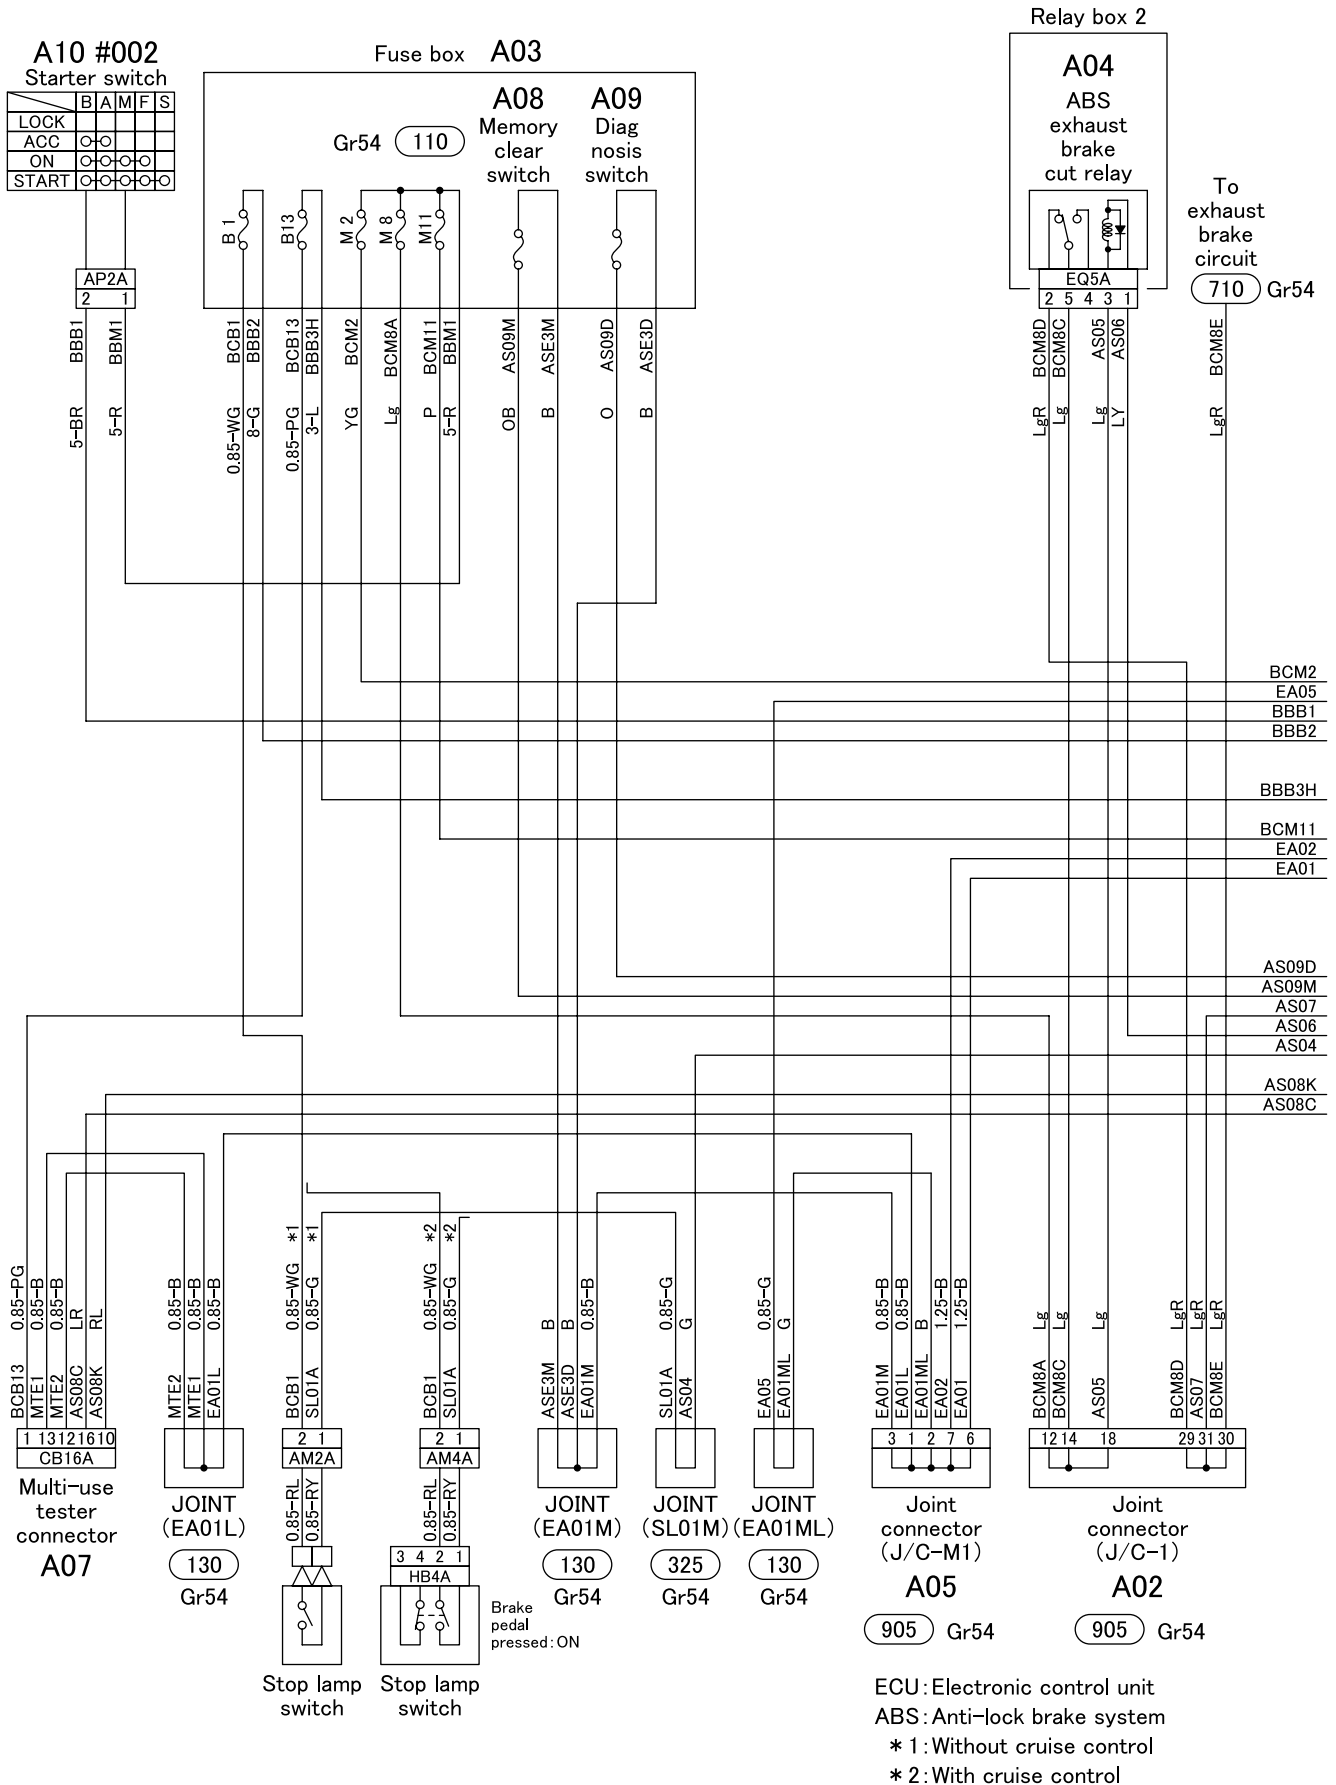 Relay box 2
A10 #002
Starter switch
B A M F S
LOCK
ACC
ON
START
Fuse box A03
A08
Memory
clear
switch
A09
Diag
nosis
switch
Gr54 110
B 1
B13
M 2
M 8
M11
A04
ABS
exhaust
brake
cut relay
To
exhaust
brake
circuit
710 Gr54
AP2A
2 1
EQ5A
2 5 4 3 1
BBB1
BBM1
BCB1
BBB2
BCB13
BBB3H
BCM2
BCM8A
BCM11
BBM1
AS09M
ASE3M
AS09D
ASE3D
BCM8D
BCM8C
AS05
AS06
BCM8E
5-BR
5-R
0.85-WG
8-G
0.85-PG
3-L
YG
Lg
P
5-R
OB
B
O
B
LgR
Lg
Lg
LY
LgR
BCM2
EA05
BBB1
BBB2
BBB3H
BCM11
EA02
EA01
AS09D
AS09M
AS07
AS06
AS04
AS08K
AS08C
*1
*1
*2
*2
0.85-PG
0.85-B
0.85-B
LR
RL
0.85-B
0.85-B
0.85-B
0.85-WG
0.85-G
0.85-WG
0.85-G
B
B
0.85-B
0.85-G
G
0.85-G
G
0.85-B
0.85-B
B
1.25-B
1.25-B
Lg
Lg
Lg
LgR
LgR
LgR
BCB13
MTE1
MTE2
AS08C
AS08K
MTE2
MTE1
EA01L
BCB1
SL01A
BCB1
SL01A
ASE3M
ASE3D
EA01M
SL01A
AS04
EA05
EA01ML
EA01M
EA01L
EA01ML
EA02
EA01
BCM8A
BCM8C
AS05
BCM8D
AS07
BCM8E
1 13 12 16 10
CB16A
2 1
AM2A
2 1
AM4A
3 1 2 7 6
12 14 18 29 31 30
Multi-use
tester
connector
A07
JOINT
(EA01L)
130
Gr54
0.85-RL
0.85-RY
0.85-RL
0.85-RY
3 4 2 1
HB4A
Brake
pedal
pressed:ON
Stop lamp
switch
Stop lamp
switch
JOINT
(EA01M)
130
Gr54
JOINT
(SL01M)
325
Gr54
JOINT
(EA01ML)
130
Gr54
Joint
connector
(J/C-M1)
A05
905 Gr54
Joint
connector
(J/C-1)
A02
905 Gr54
ECU:Electronic control unit
ABS:Anti-lock brake system
*1:Without cruise control
*2:With cruise control